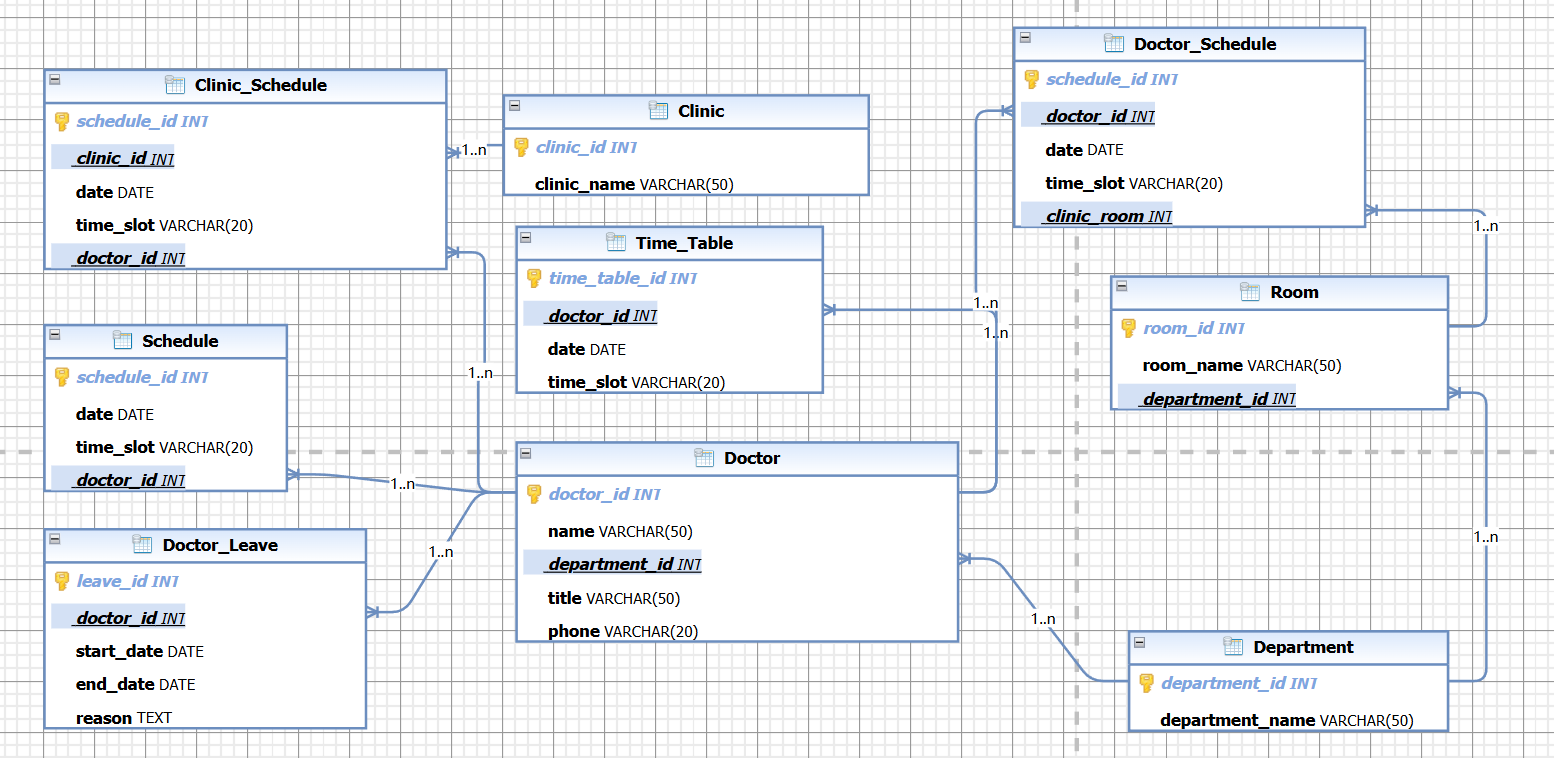 Clinic_Schedule
schedule_id INT
clinic_id INT
date DATE
time_slot VARCHAR(20)
doctor_id INT
1..n
Clinic
clinic_id INT
clinic_name VARCHAR(50)
Doctor_Schedule
schedule_id INT
doctor_id INT
date DATE
time_slot VARCHAR(20)
clinic_room INT
1..n
Time_Table
time_table_id INT
doctor_id INT
date DATE
time_slot VARCHAR(20)
1..n
1..n
Room
room_id INT
room_name VARCHAR(50)
department_id INT
Schedule
schedule_id INT
date DATE
time_slot VARCHAR(20)
doctor_id INT
1..n
1..n
Doctor
doctor_id INT
name VARCHAR(50)
department_id INT
title VARCHAR(50)
phone VARCHAR(20)
Doctor_Leave
leave_id INT
doctor_id INT
start_date DATE
end_date DATE
reason TEXT
1..n
1..n
1..n
Department
department_id INT
department_name VARCHAR(50)